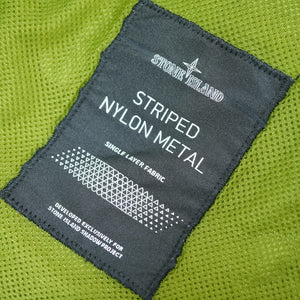 STONE ISLAND
STRIPED
NYLON METAL
SINGLE LAYER FABRIC
DEVELOPED EXCLUSIVELY FOR
STONE ISLAND SHADOW PROJECT